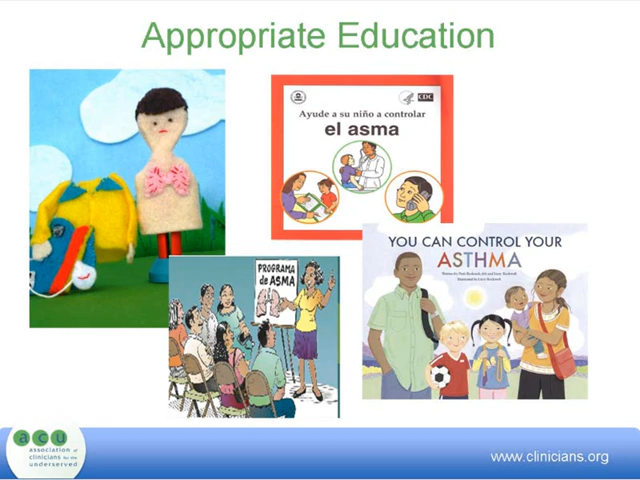 Appropriate Education
Ayude a su niño a controlar
el asma
CDC
YOU CAN CONTROL YOUR
ASTHMA
PROGRAMA
de ASMA
acu
association of
clinicians for the
underserved
www.clinicians.org